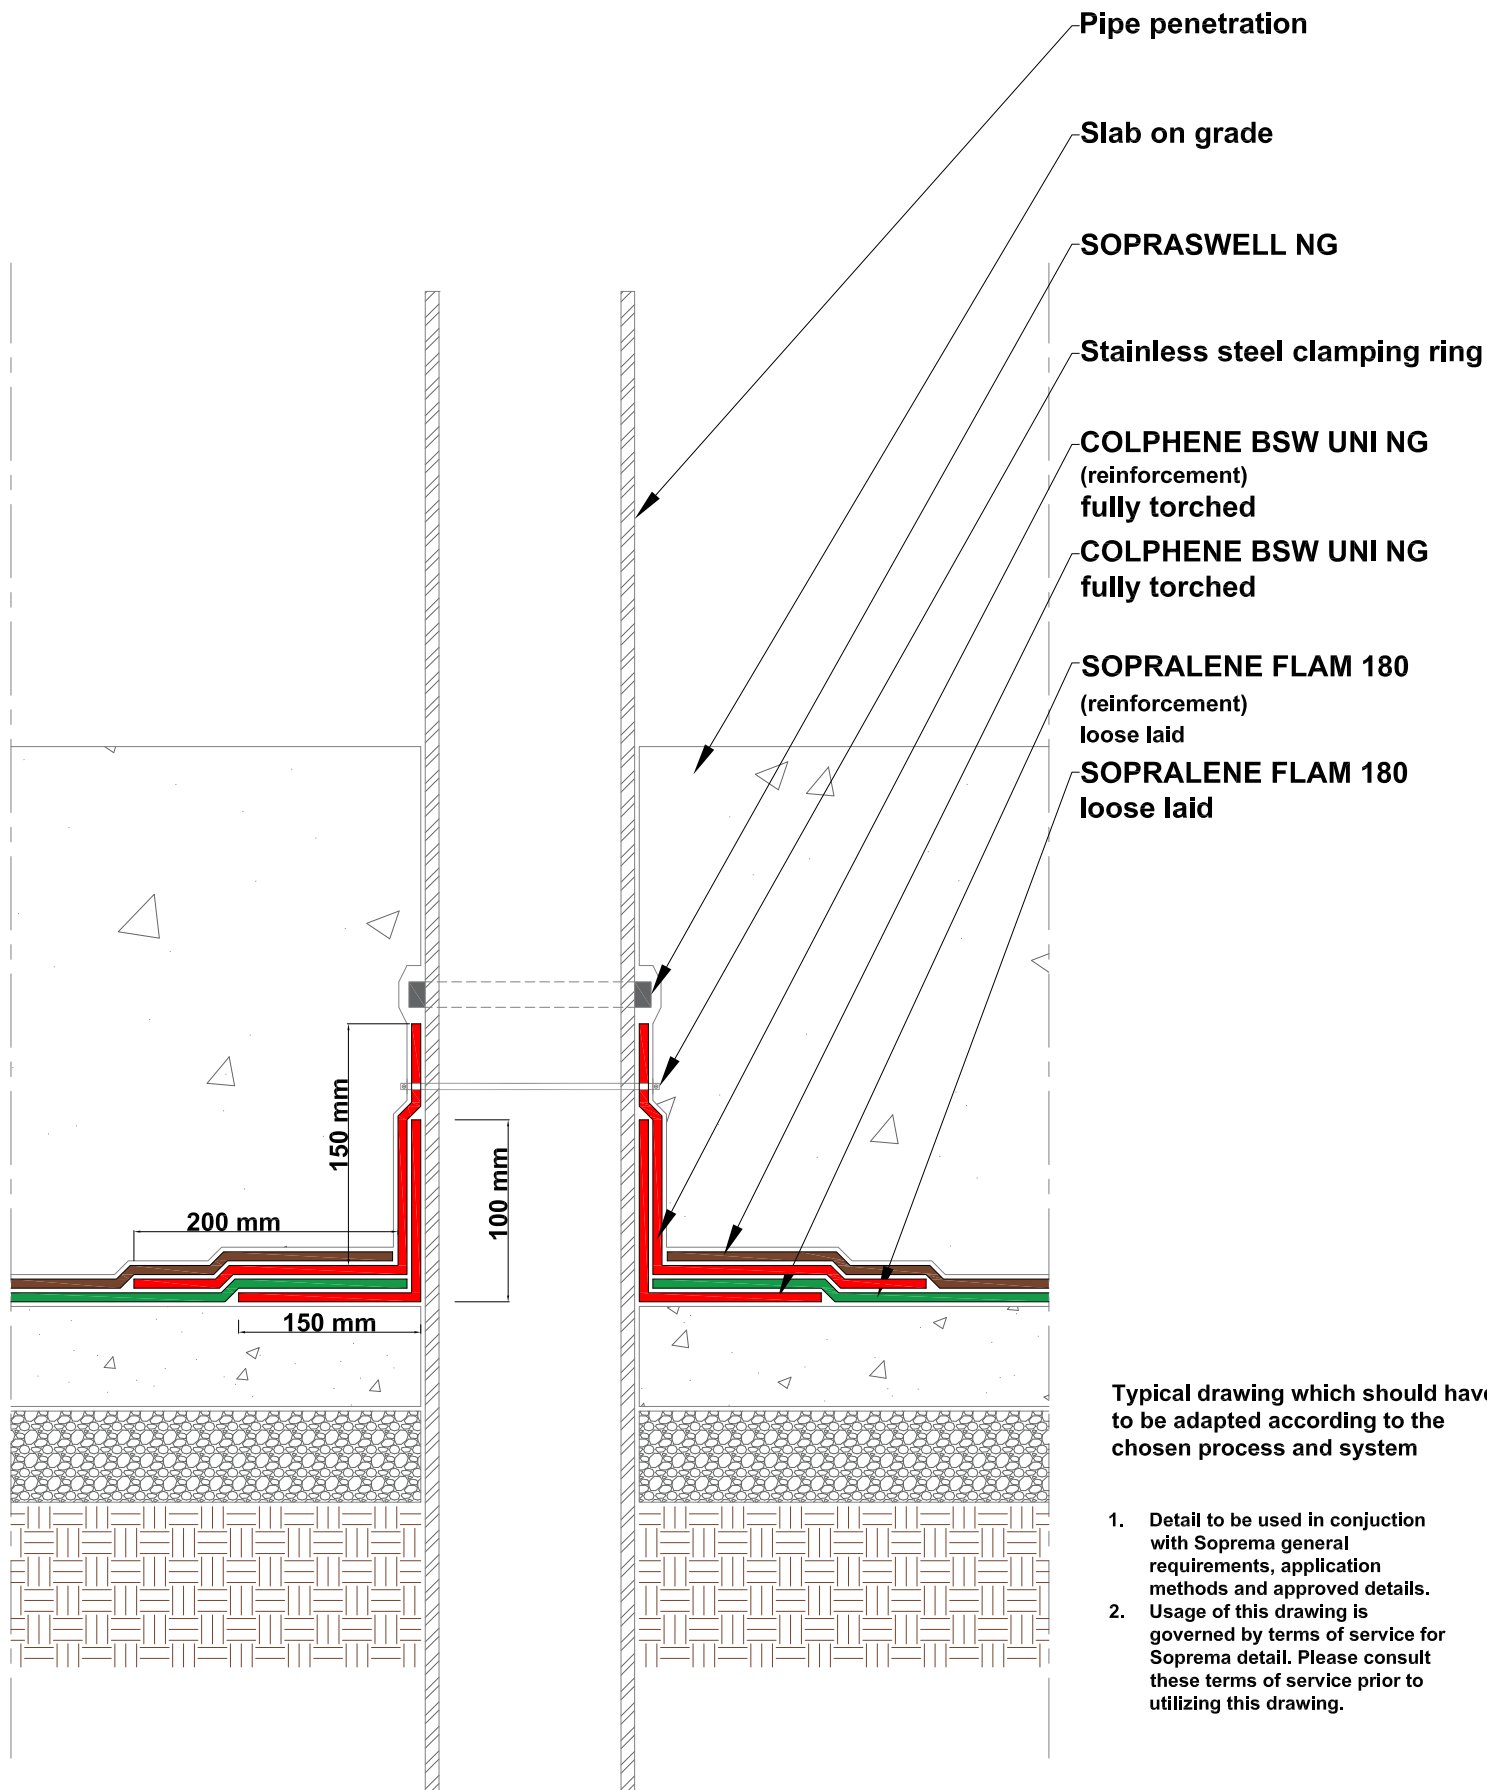 Pipe penetration
Slab on grade
SOPRASWELL NG
Stainless steel clamping ring
COLPHENE BSW UNI NG
(reinforcement)
fully torched
COLPHENE BSW UNI NG
fully torched
SOPRALENE FLAM 180
(reinforcement)
loose laid
SOPRALENE FLAM 180
loose laid
150 mm
100 mm
200 mm
150 mm
Typical drawing which should have
to be adapted according to the
chosen process and system
1. Detail to be used in conjuction
with Soprema general
requirements, application
methods and approved details.
2. Usage of this drawing is
governed by terms of service for
Soprema detail. Please consult
these terms of service prior to
utilizing this drawing.